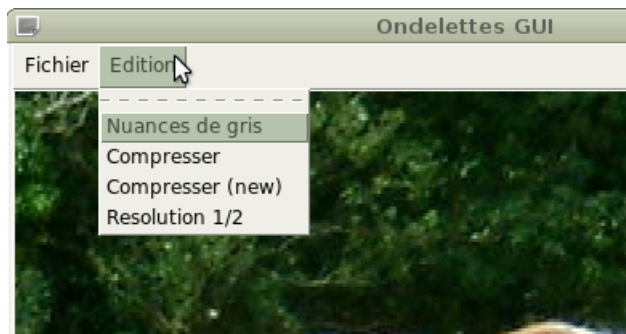 Ondelettes GUI
Fichier Edition
Nuances de gris
Compresser
Compresser (new)
Resolution 1/2